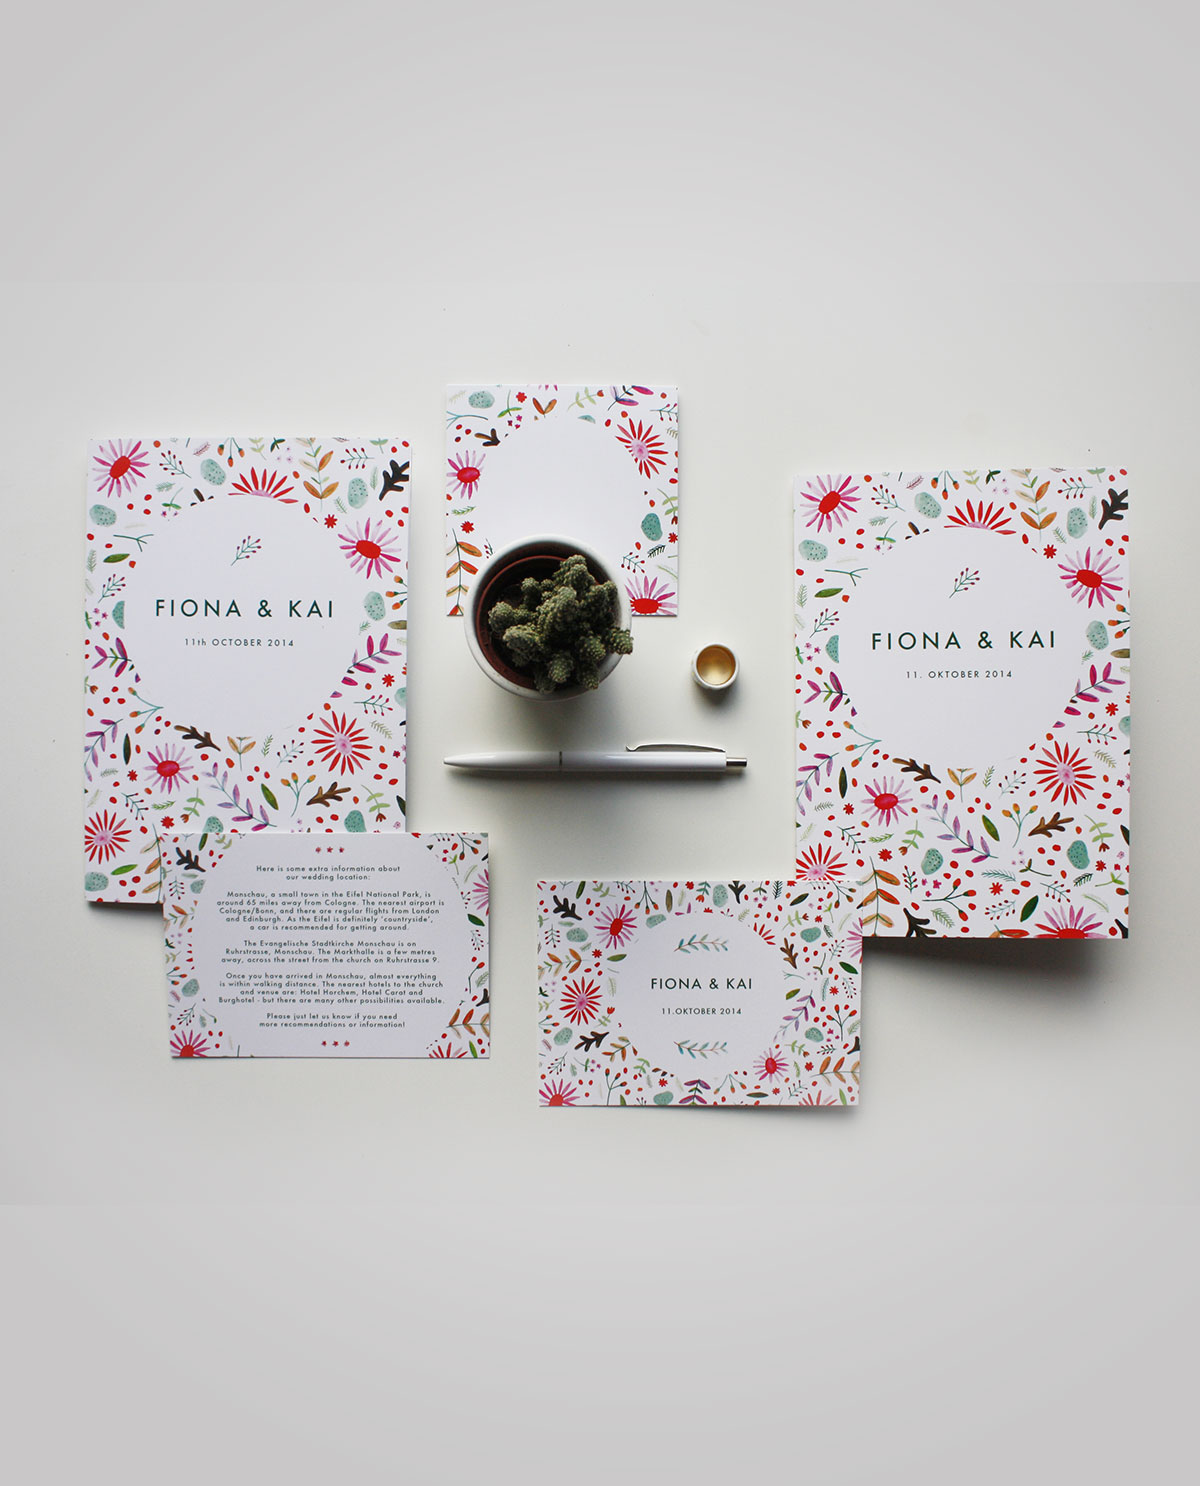 FIONA & KAI
11th OCTOBER 2014
FIONA & KAI
11. OKTOBER 2014
Here is some extra information about
our wedding location:
Monschau, a small town in the Eifel National Park, is
around 65 miles away from Cologne. The nearest airport is
Cologne/Bonn, and there are regular flights from London
and Edinburgh. As the Eifel is definitely 'countryside',
a car is recommended for getting around.
The Evangelische Stadtkirche Monschau is on
Ruhrstrasse, Monschau. The Markthalle is a few metres
away, across the street from the church on Ruhrstrasse 9.
Once you have arrived in Monschau, almost everything
is within walking distance. The nearest hotels to the church
and venue are: Hotel Horchem, Hotel Carat and
Burghotel - but there are many other possibilities available.
Please just let us know if you need
more recommendations or information!
FIONA & KAI
11.OKTOBER 2014